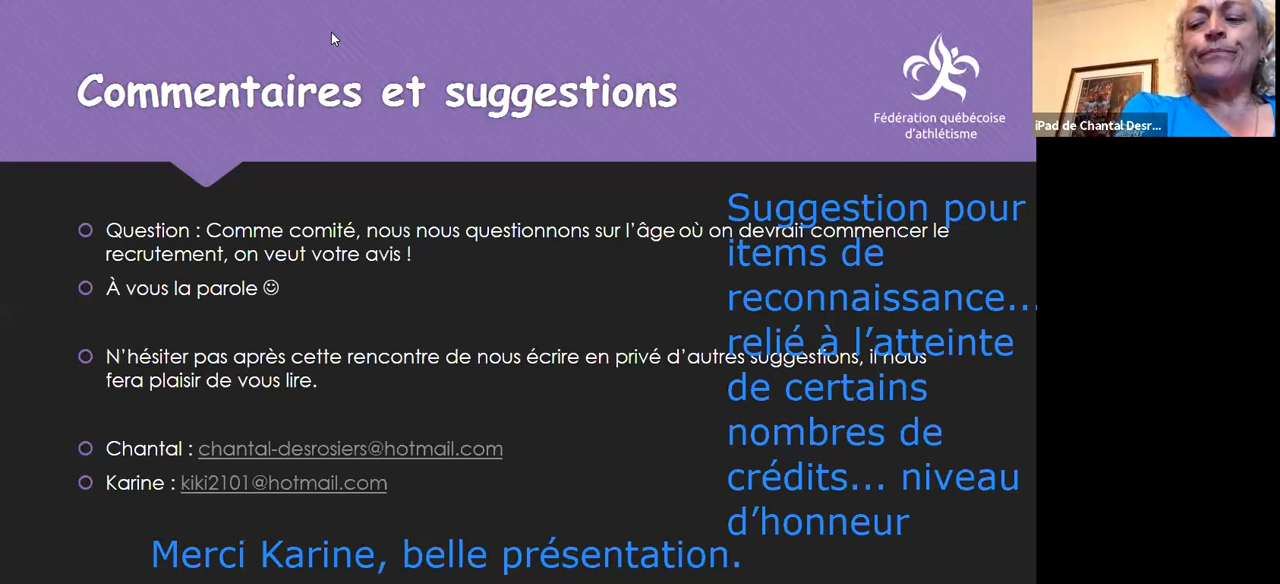 Commentaires et suggestions
Fédération québécoise
d'athlétisme
iPad de Chantal Desr...
Question : Comme comité, nous nous questionnons sur l'âge où on devrait commencer le
recrutement, on veut votre avis !
À vous la parole ☺
N'hésiter pas après cette rencontre de nous écrire en privé d'autres suggestions, il nous
fera plaisir de vous lire.
Chantal : chantal-desrosiers@hotmail.com
Karine : kiki2101@hotmail.com
Suggestion pour
items de
reconnaissance...
relié à l'atteinte
de certains
nombres de
crédits... niveau
d'honneur
Merci Karine, belle présentation.